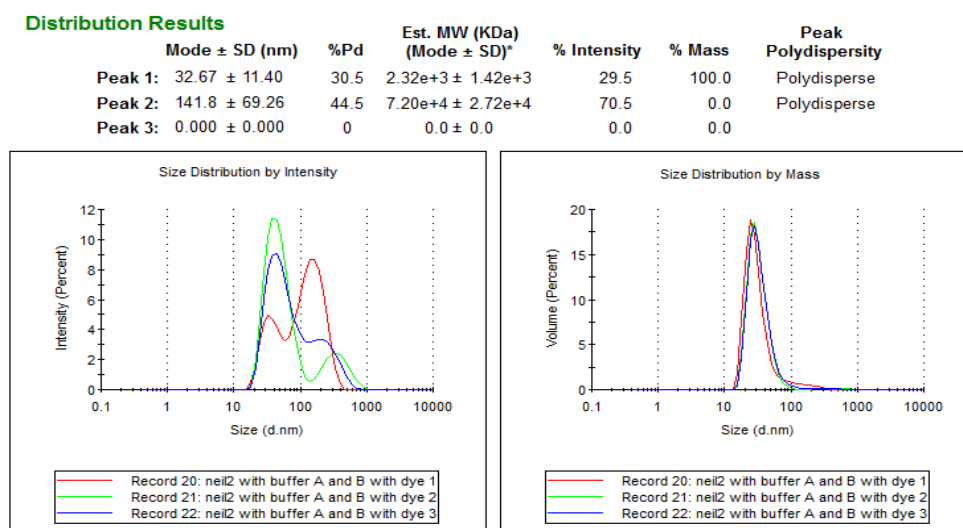 Distribution Results
Mode ± SD (nm) %Pd Est. MW (KDa) (Mode ± SD)* % Intensity % Mass Peak Polydispersity
Peak 1: 32.67 ± 11.40 30.5 2.32e+3 ± 1.42e+3 29.5 100.0 Polydisperse
Peak 2: 141.8 ± 69.26 44.5 7.20e+4 ± 2.72e+4 70.5 0.0 Polydisperse
Peak 3: 0.000 ± 0.000 0 0.0 ± 0.0 0.0 0.0
Size Distribution by Intensity
Intensity (Percent)
12
10
8
6
4
2
0
0.1 1 10 100 1000 10000
Size (d.nm)
Record 20: neil2 with buffer A and B with dye 1
Record 21: neil2 with buffer A and B with dye 2
Record 22: neil2 with buffer A and B with dye 3
Size Distribution by Mass
Volume (Percent)
20
15
10
5
0
0.1 1 10 100 1000 10000
Size (d.nm)
Record 20: neil2 with buffer A and B with dye 1
Record 21: neil2 with buffer A and B with dye 2
Record 22: neil2 with buffer A and B with dye 3